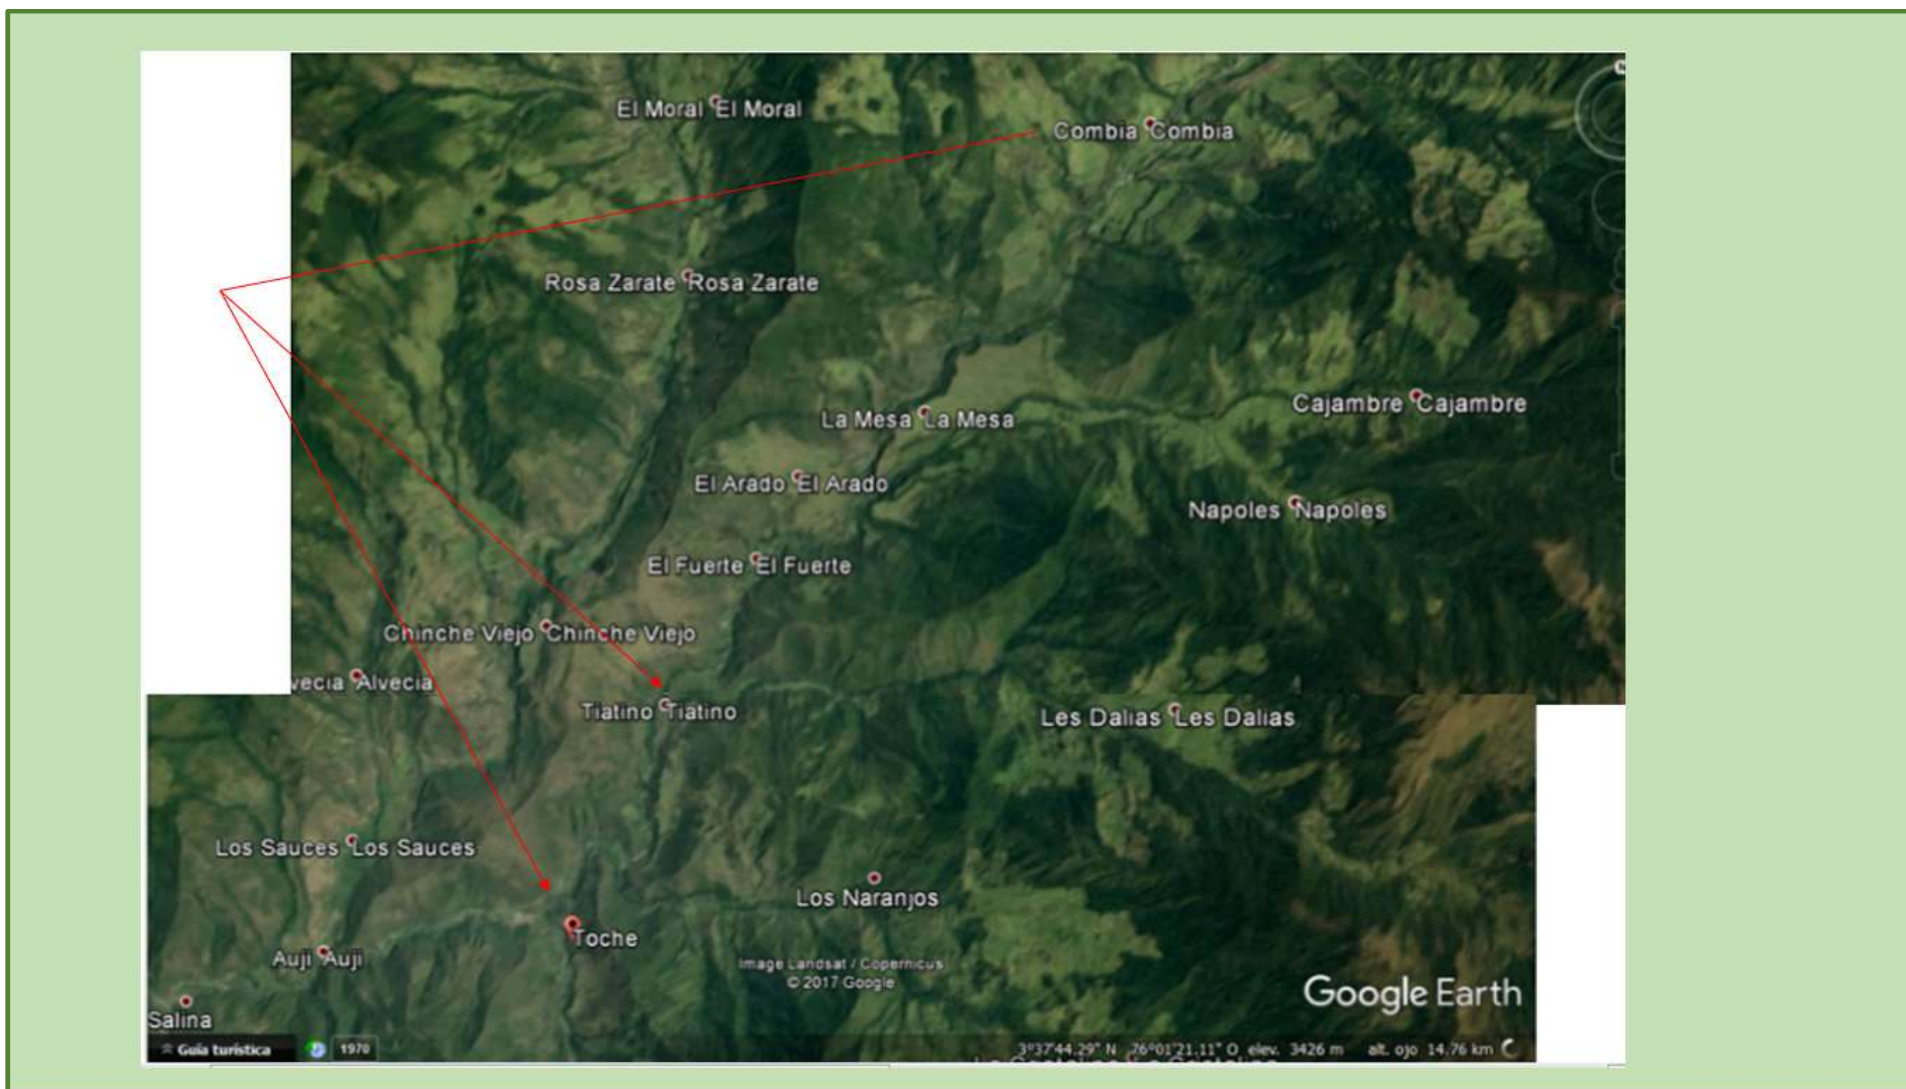 El Moral El Moral
Combia Combia
Rosa Zarate Rosa Zarate
Cajambre Cajambre
La Mesa La Mesa
El Arado El Arado
Napoles Napoles
El Fuerte El Fuerte
Chinche Viejo Chinche Viejo
vecia Alvecia
Tiatino Tiatino
Les Dalias Les Dalias
Los Sauces Los Sauces
Los Naranjos
Toche
Auji Auji
Image Landsat / Copernicus
© 2017 Google
Google Earth
Salina
Guía turística
1970
3°37'44.29" N 76°01'21.11" O elev. 3426 m alt. ojo 14.76 km